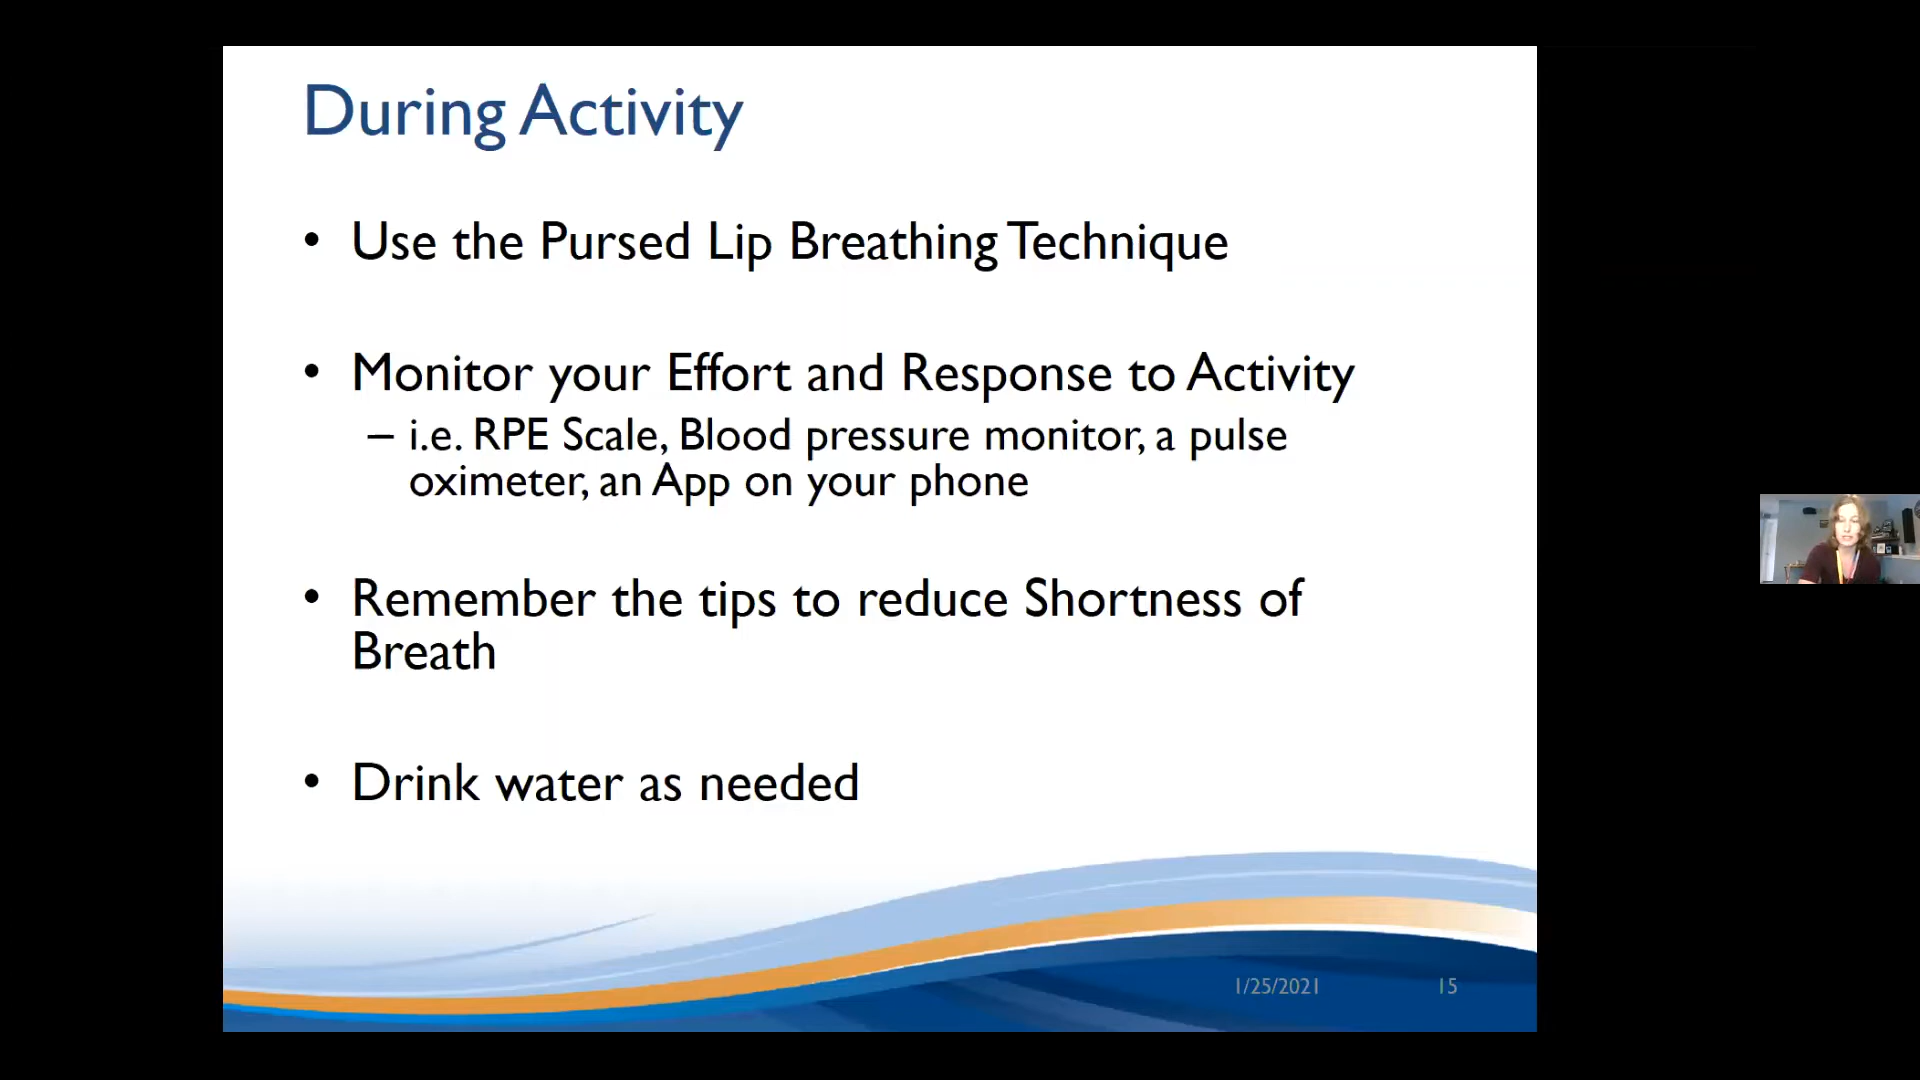 During Activity
• Use the Pursed Lip Breathing Technique
• Monitor your Effort and Response to Activity
– i.e. RPE Scale, Blood pressure monitor, a pulse
oximeter, an App on your phone
• Remember the tips to reduce Shortness of
Breath
• Drink water as needed
1/25/2021 15